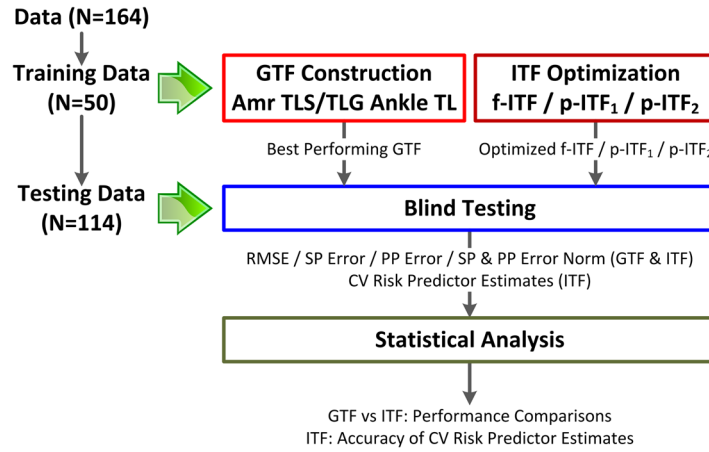 Data (N=164)
Training Data
(N=50)
GTF Construction
Amr TLS/TLG Ankle TL
ITF Optimization
f-ITF / p-ITF₁ / p-ITF₂
Best Performing GTF
Optimized f-ITF / p-ITF₁ / p-ITF₂
Testing Data
(N=114)
Blind Testing
RMSE / SP Error / PP Error / SP & PP Error Norm (GTF & ITF)
CV Risk Predictor Estimates (ITF)
Statistical Analysis
GTF vs ITF: Performance Comparisons
ITF: Accuracy of CV Risk Predictor Estimates